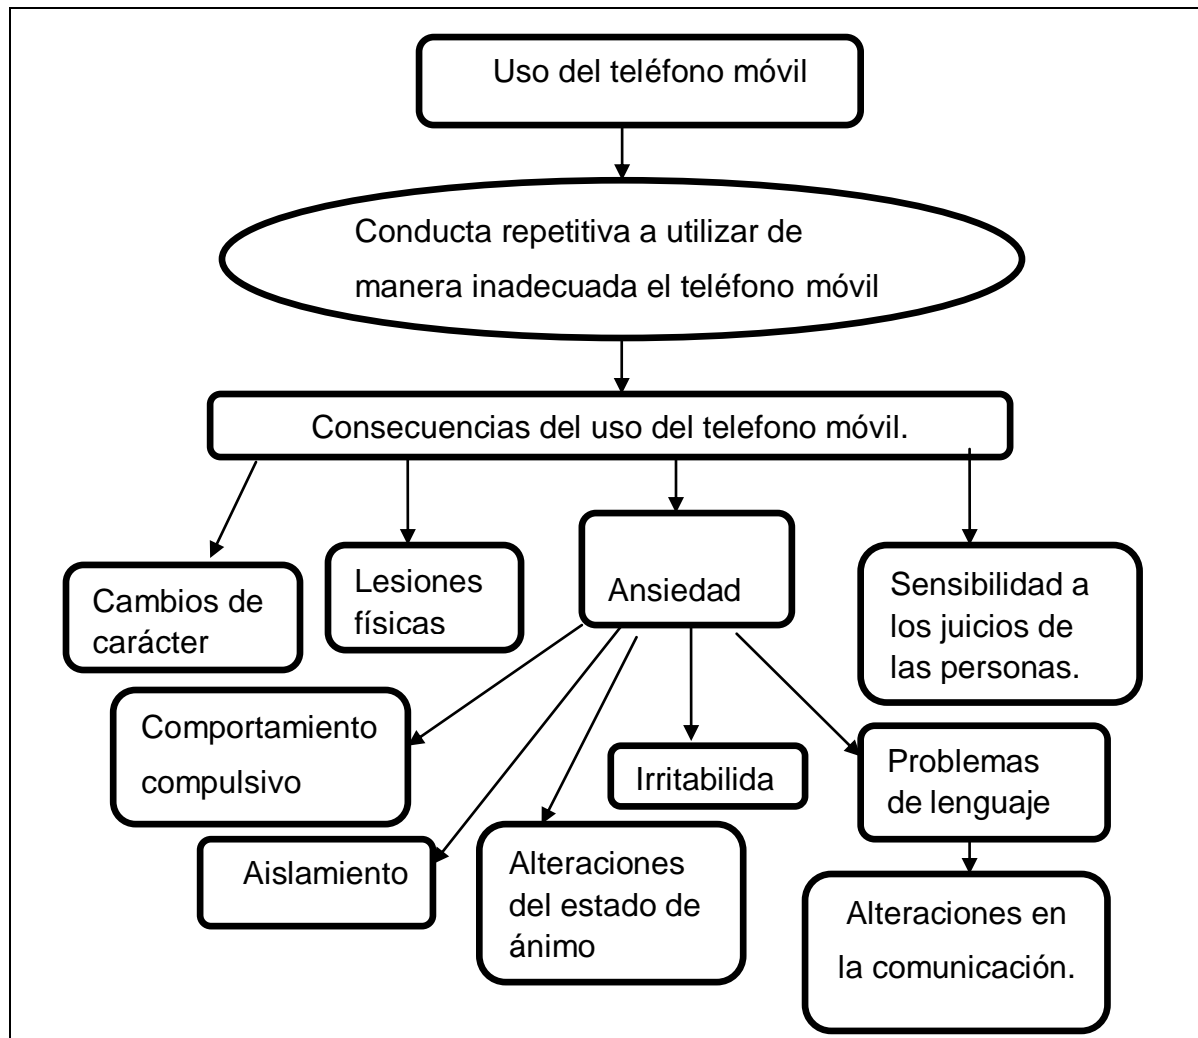 Uso del teléfono móvil
Conducta repetitiva a utilizar de
manera inadecuada el teléfono móvil
Consecuencias del uso del telefono móvil.
Cambios de
carácter
Lesiones
físicas
Ansiedad
Sensibilidad a
los juicios de
las personas.
Comportamiento
compulsivo
Irritabilida
Problemas
de lenguaje
Aislamiento
Alteraciones
del estado de
ánimo
Alteraciones en
la comunicación.